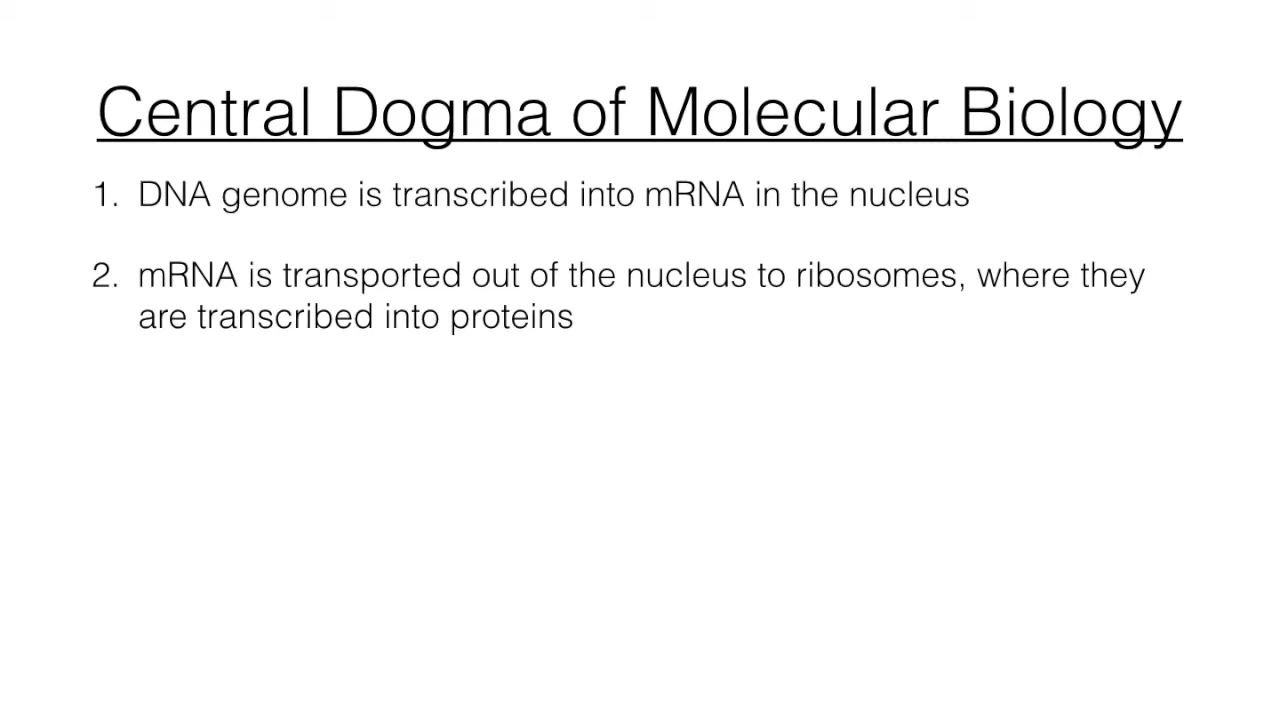 Central Dogma of Molecular Biology
1. DNA genome is transcribed into mRNA in the nucleus
2. mRNA is transported out of the nucleus to ribosomes, where they
are transcribed into proteins